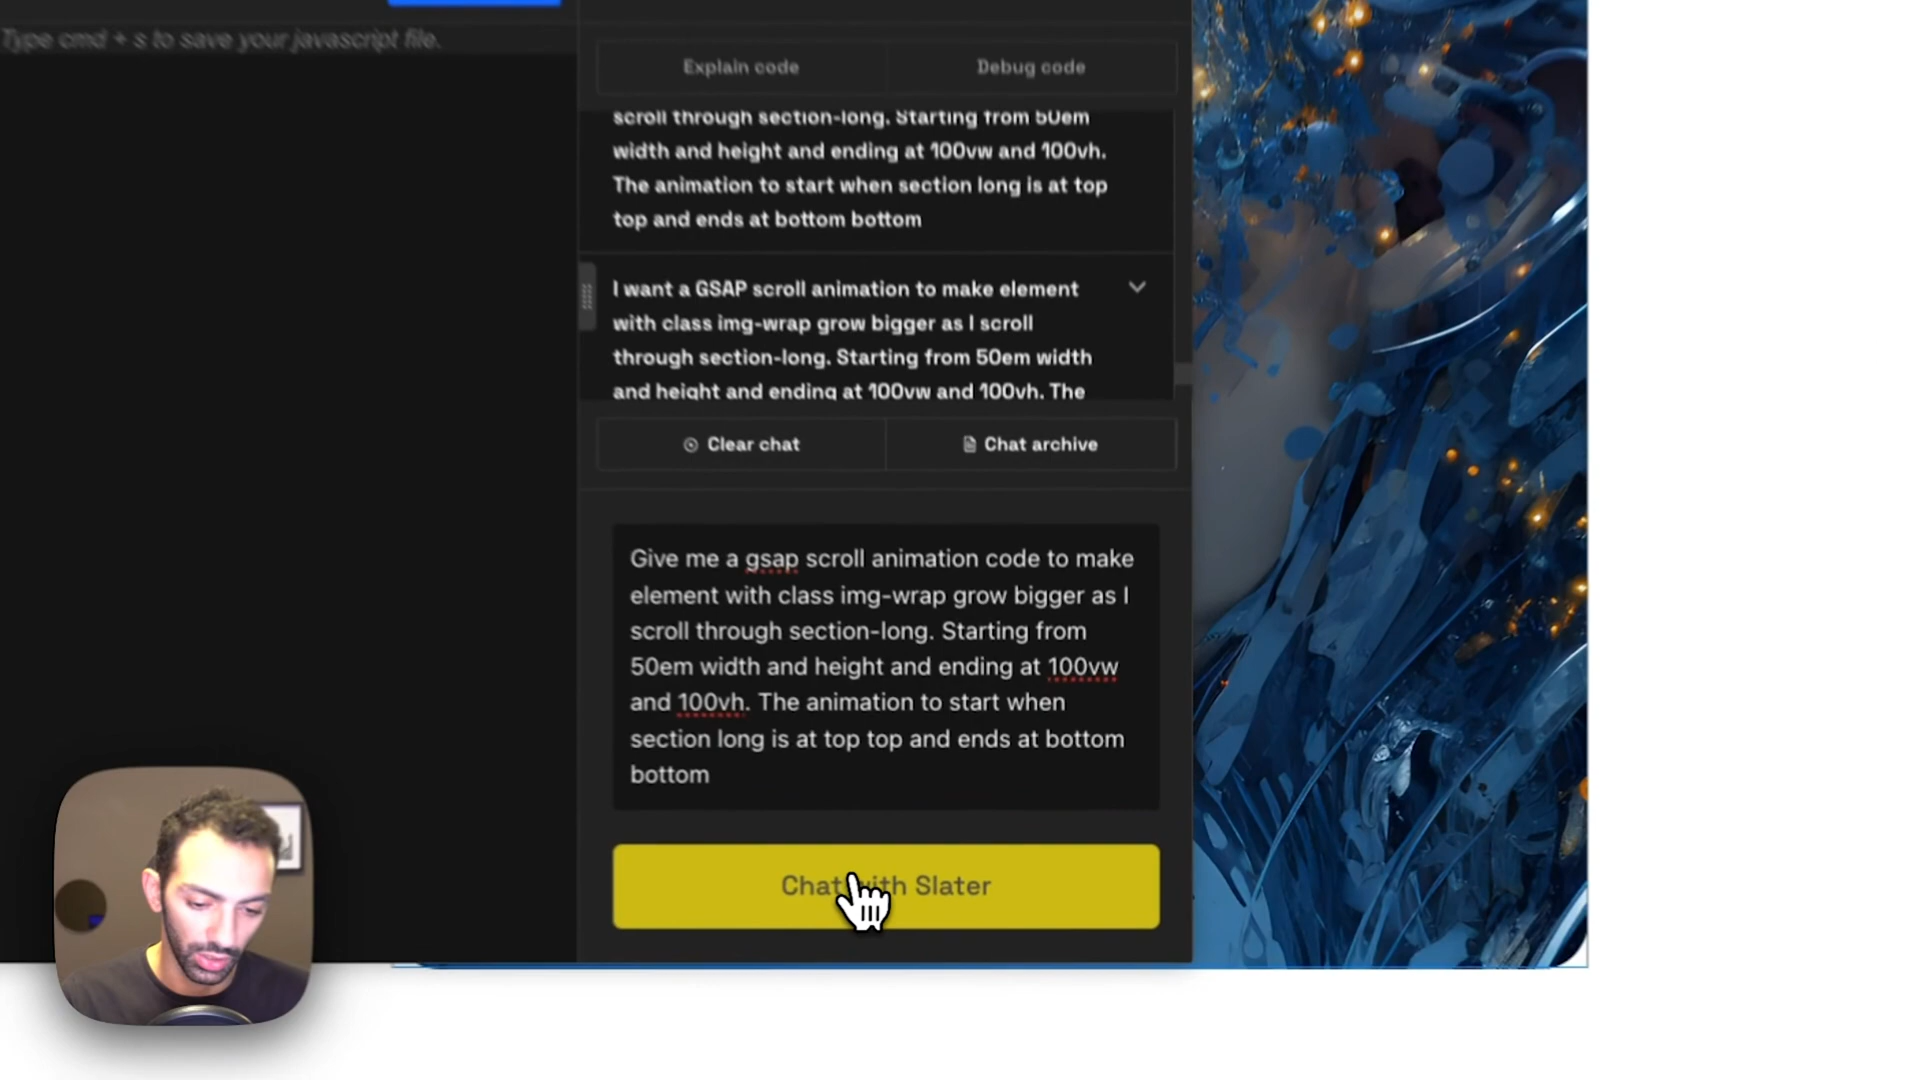 Type cmd + s to save your javascript file.
Explain code
Debug code
scroll through section-long. Starting from 50em
width and height and ending at 100vw and 100vh.
The animation to start when section long is at top
top and ends at bottom bottom
I want a GSAP scroll animation to make element
with class img-wrap grow bigger as I scroll
through section-long. Starting from 50em width
and height and ending at 100vw and 100vh. The
Clear chat
Chat archive
Give me a gsap scroll animation code to make
element with class img-wrap grow bigger as I
scroll through section-long. Starting from
50em width and height and ending at 100vw
and 100vh. The animation to start when
section long is at top top and ends at bottom
bottom
Chat with Slater